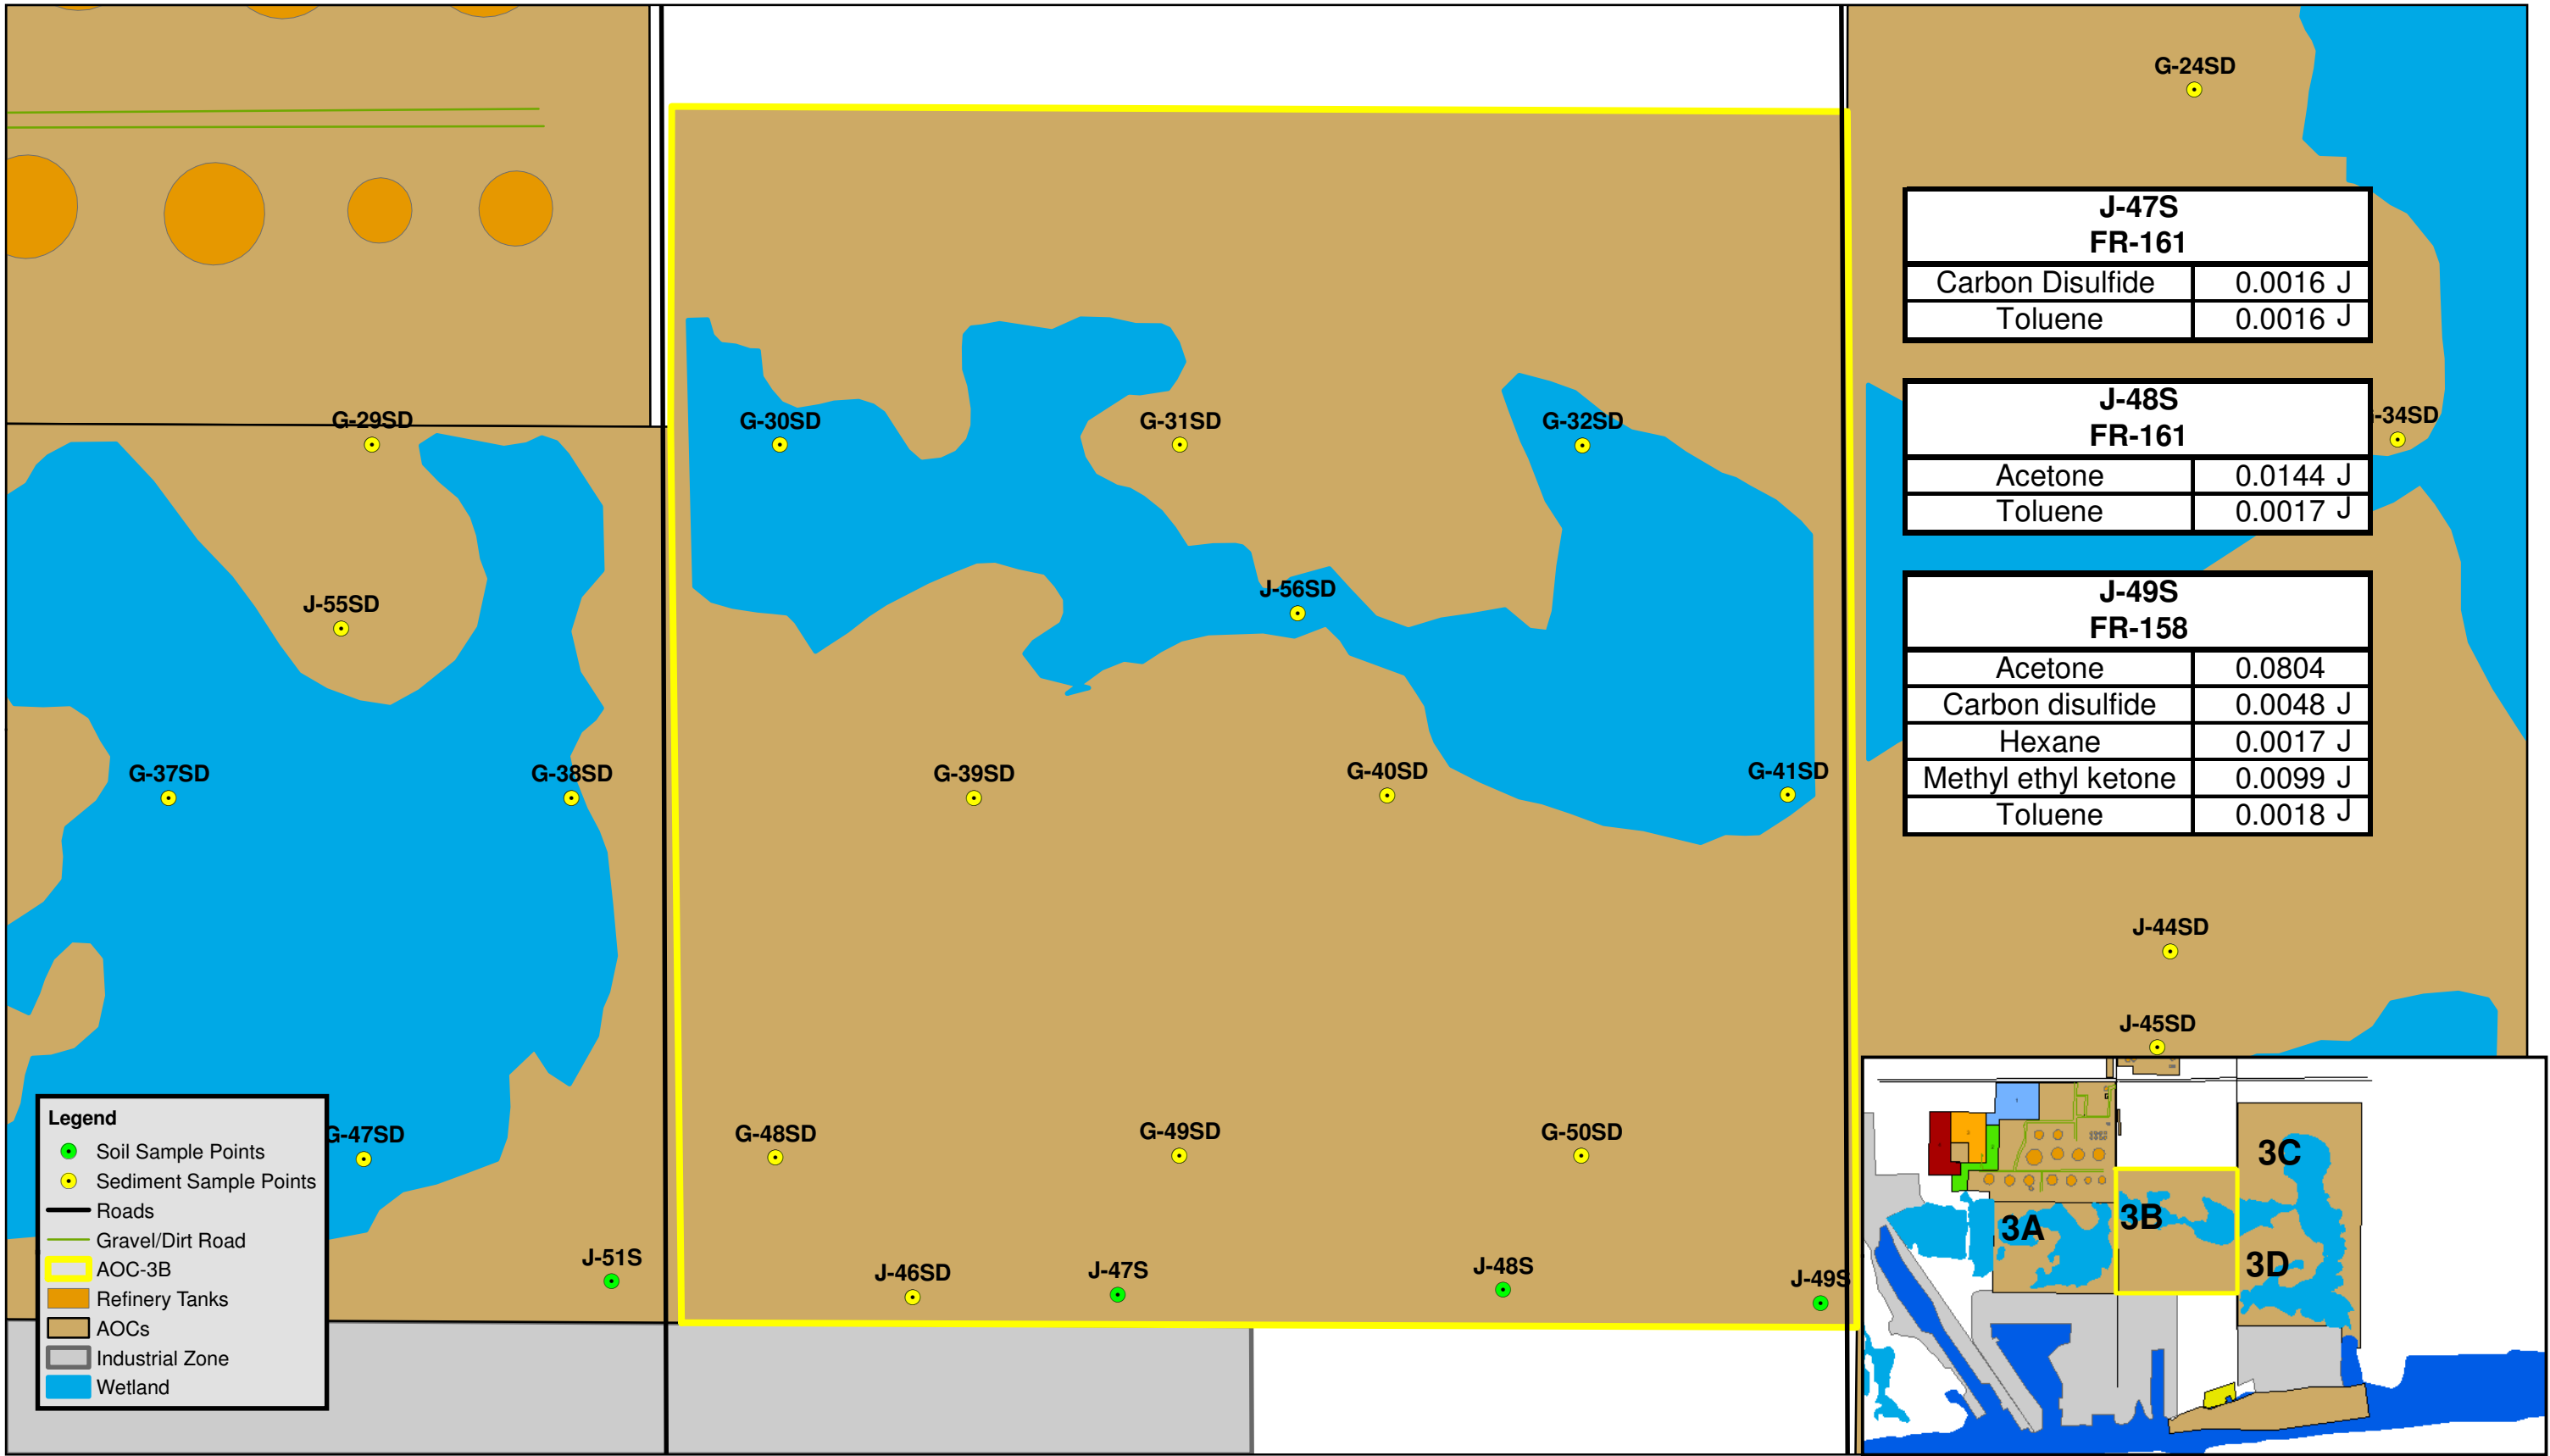 G-24SD
J-47S
FR-161
Carbon Disulfide 0.0016 J
Toluene 0.0016 J
J-48S
FR-161
Acetone 0.0144 J
Toluene 0.0017 J
J-49S
FR-158
Acetone 0.0804
Carbon disulfide 0.0048 J
Hexane 0.0017 J
Methyl ethyl ketone 0.0099 J
Toluene 0.0018 J
G-29SD
G-30SD
G-31SD
G-32SD
-34SD
J-55SD
J-56SD
G-37SD
G-38SD
G-39SD
G-40SD
G-41SD
J-44SD
J-45SD
G-47SD
G-48SD
G-49SD
G-50SD
J-51S
J-46SD
J-47S
J-48S
J-49S
Legend
Soil Sample Points
Sediment Sample Points
Roads
Gravel/Dirt Road
AOC-3B
Refinery Tanks
AOCs
Industrial Zone
Wetland
3A
3B
3C
3D